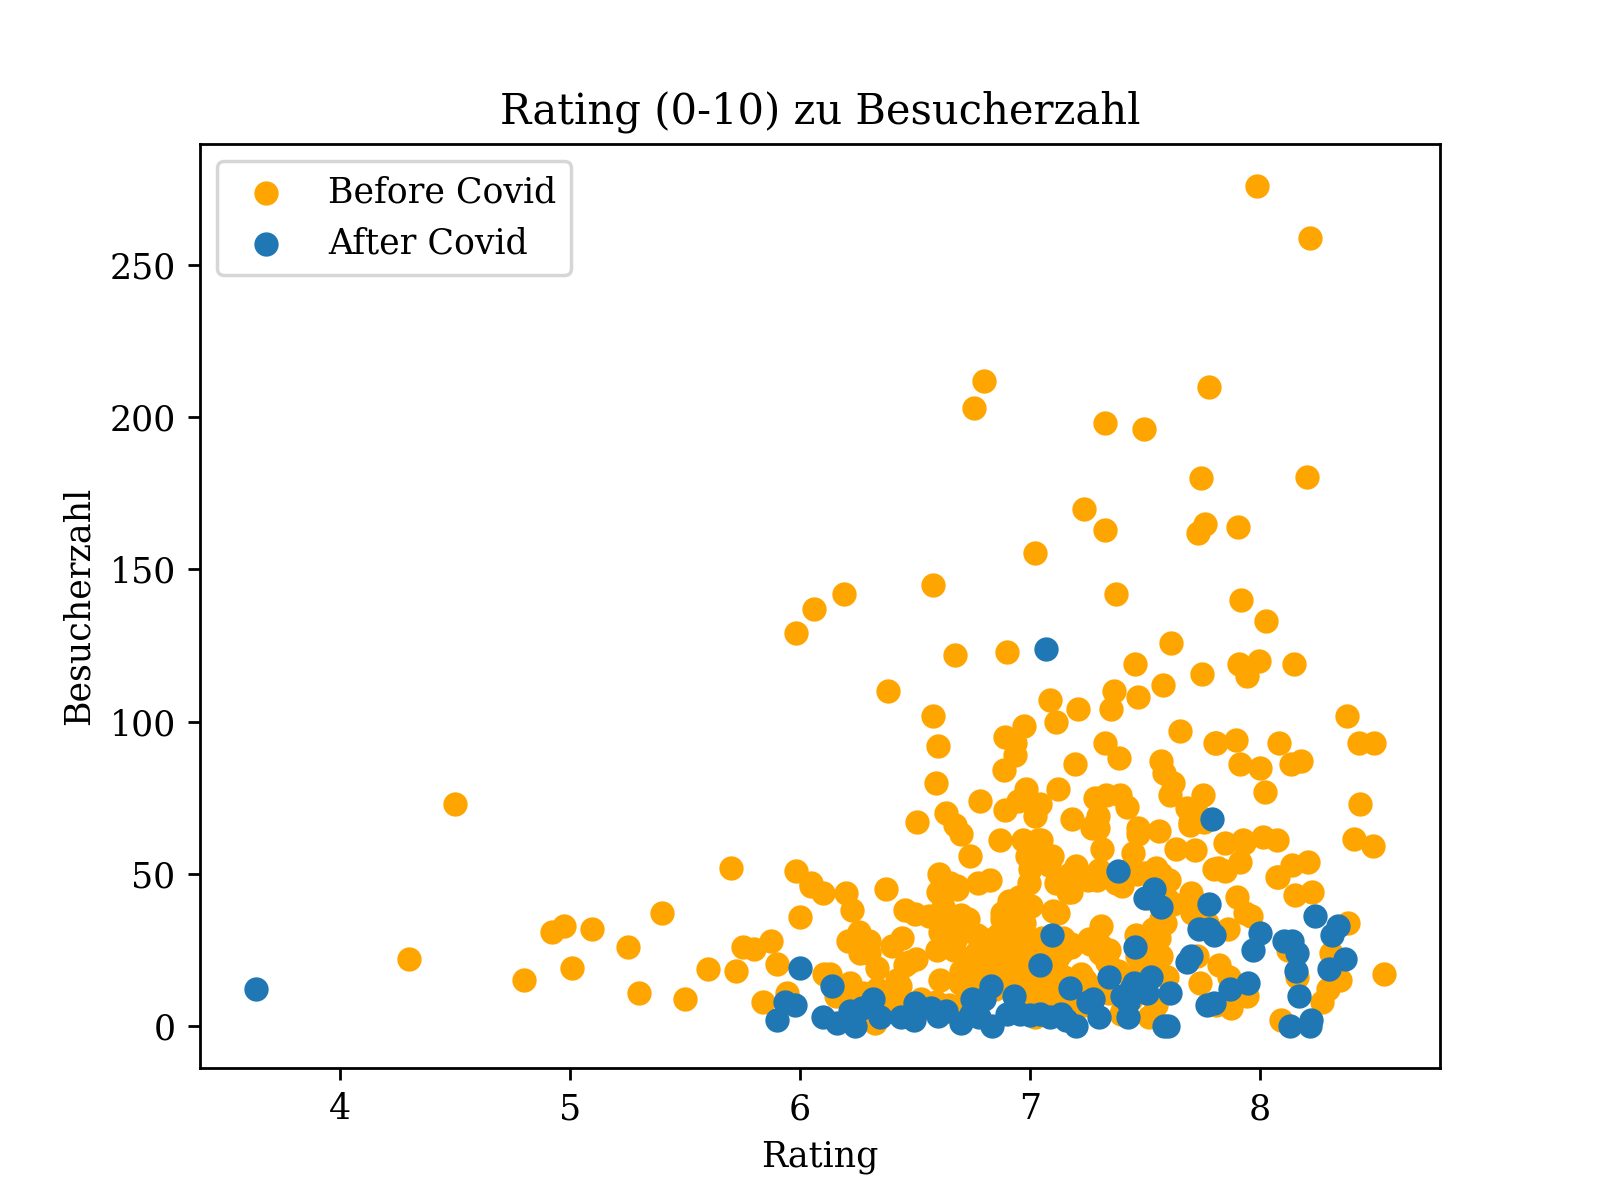 Rating (0-10) zu Besucherzahl
Before Covid
After Covid
250
200
150
100
50
0
Besucherzahl
4 5 6 7 8
Rating